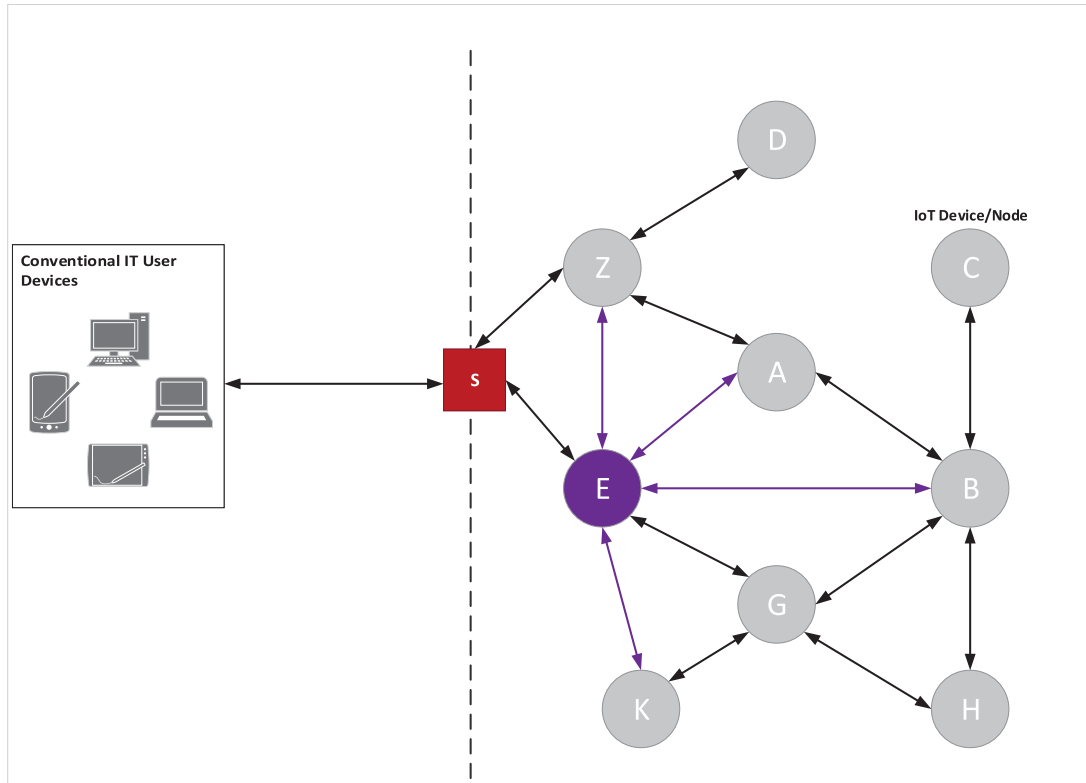 D
IoT Device/Node
Conventional IT User
Devices
Z
C
S
A
E
B
G
K
H